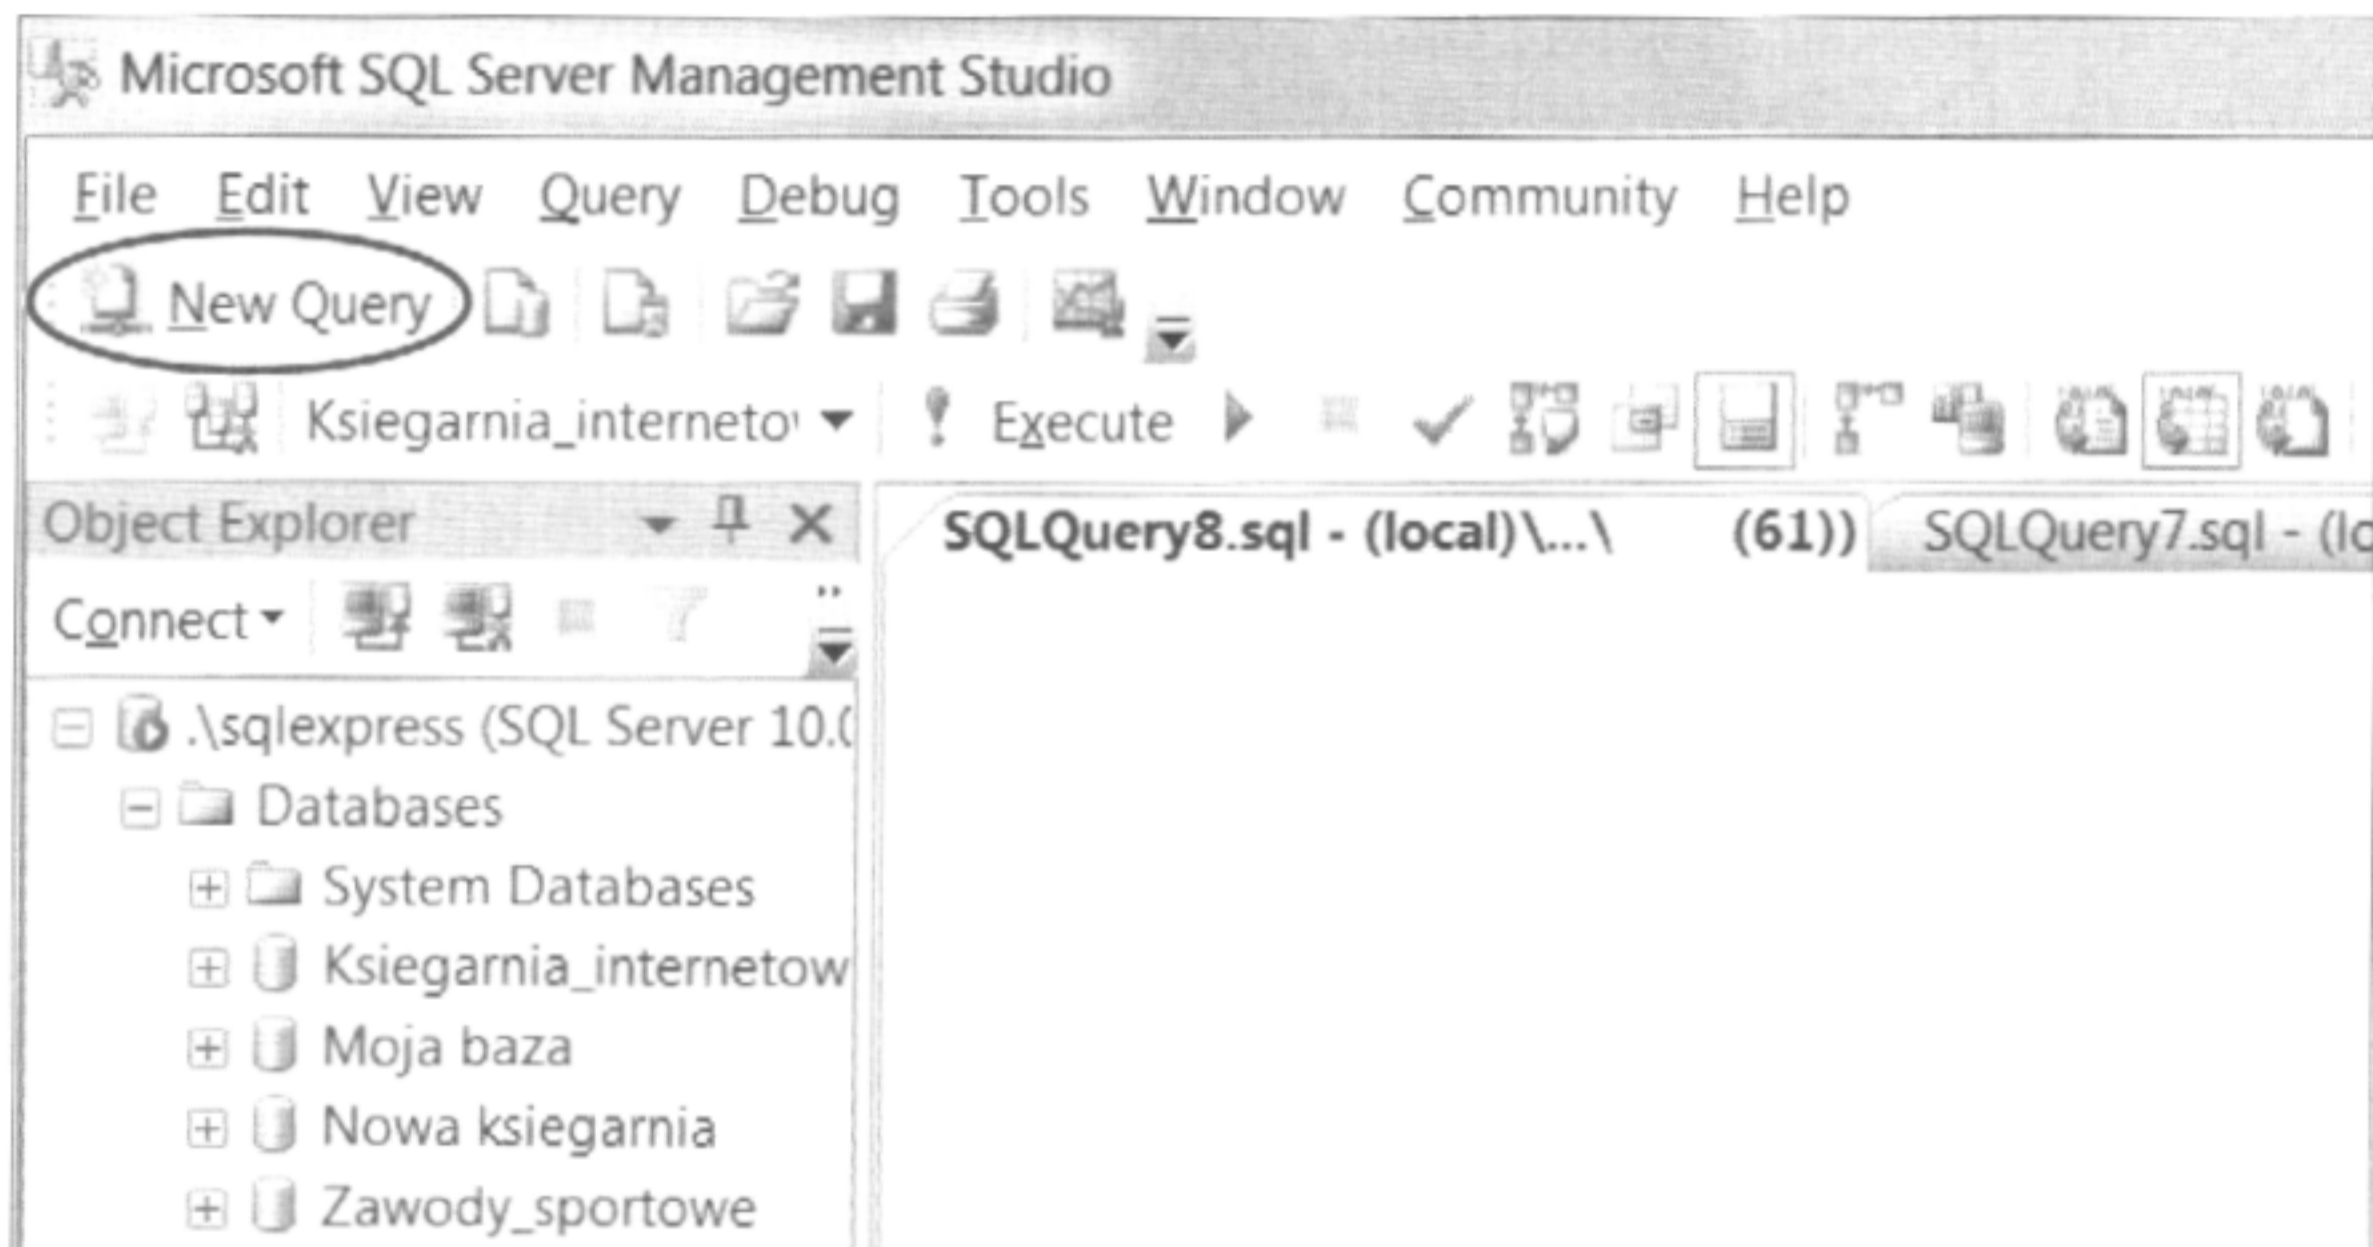 Microsoft SQL Server Management Studio
File Edit View Query Debug Tools Window Community Help
New Query
Ksiegarnia_interneto Execute
Object Explorer
SQLQuery8.sql - (local)\...\ (61)) SQLQuery7.sql - (lo
Connect
.\sqlexpress (SQL Server 10.0
Databases
System Databases
Ksiegarnia_internetow
Moja baza
Nowa ksiegarnia
Zawody_sportowe